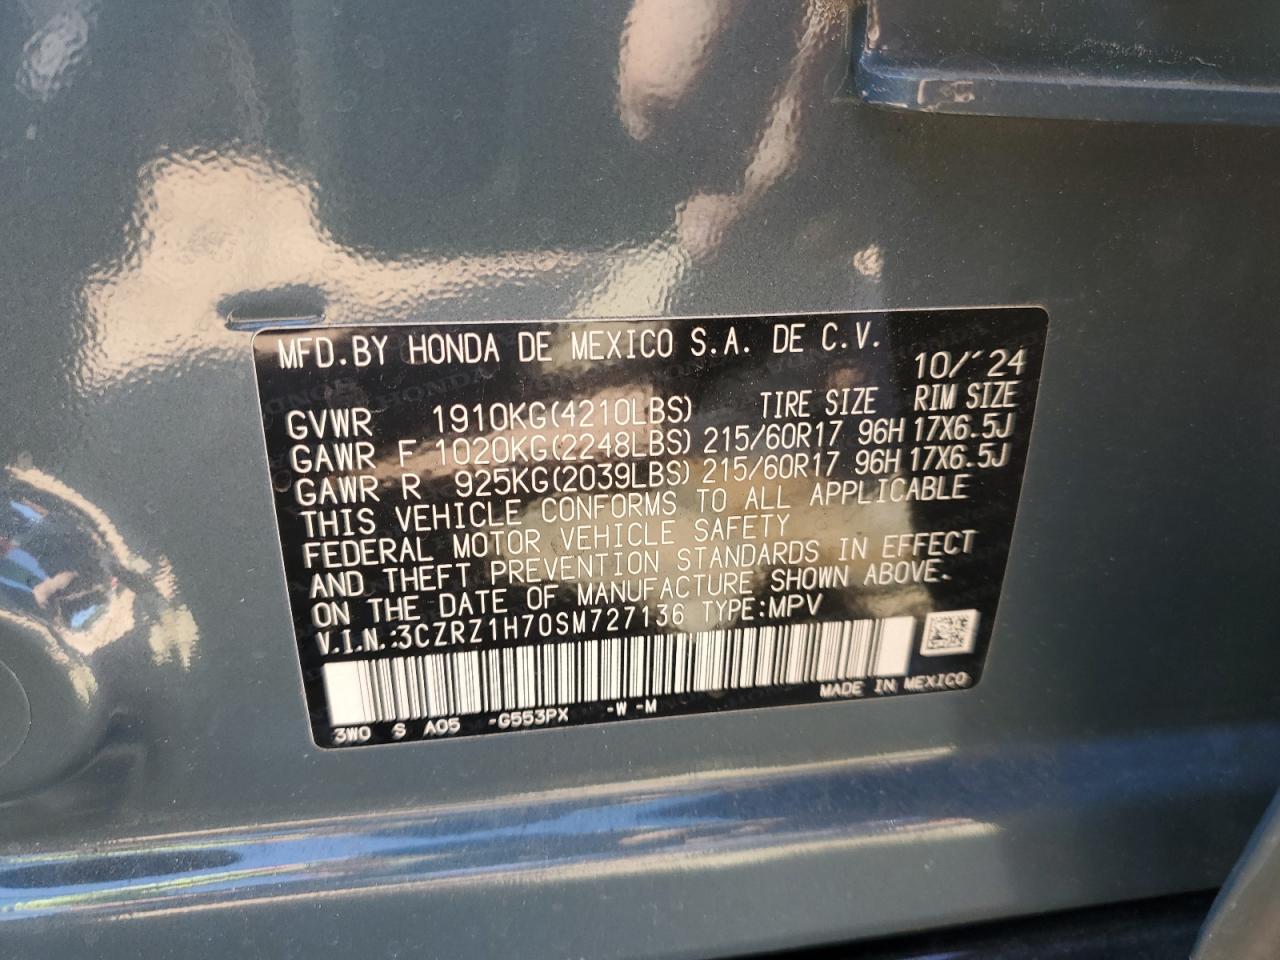 MFD.BY HONDA DE MEXICO S.A. DE C.V.
10/´24
TIRE SIZE RIM SIZE
GVWR 1910KG(4210LBS)
GAWR F 1020KG(2248LBS) 215/60R17 96H 17X6.5J
GAWR R 925KG(2039LBS) 215/60R17 96H 17X6.5J
THIS VEHICLE CONFORMS TO ALL APPLICABLE
FEDERAL MOTOR VEHICLE SAFETY
AND THEFT PREVENTION STANDARDS IN EFFECT
ON THE DATE OF MANUFACTURE SHOWN ABOVE.
V.I.N.:3CZRZ1H70SM727136 TYPE:MPV
MADE IN MEXICO
3W0 S A05 -G553PX -W -M